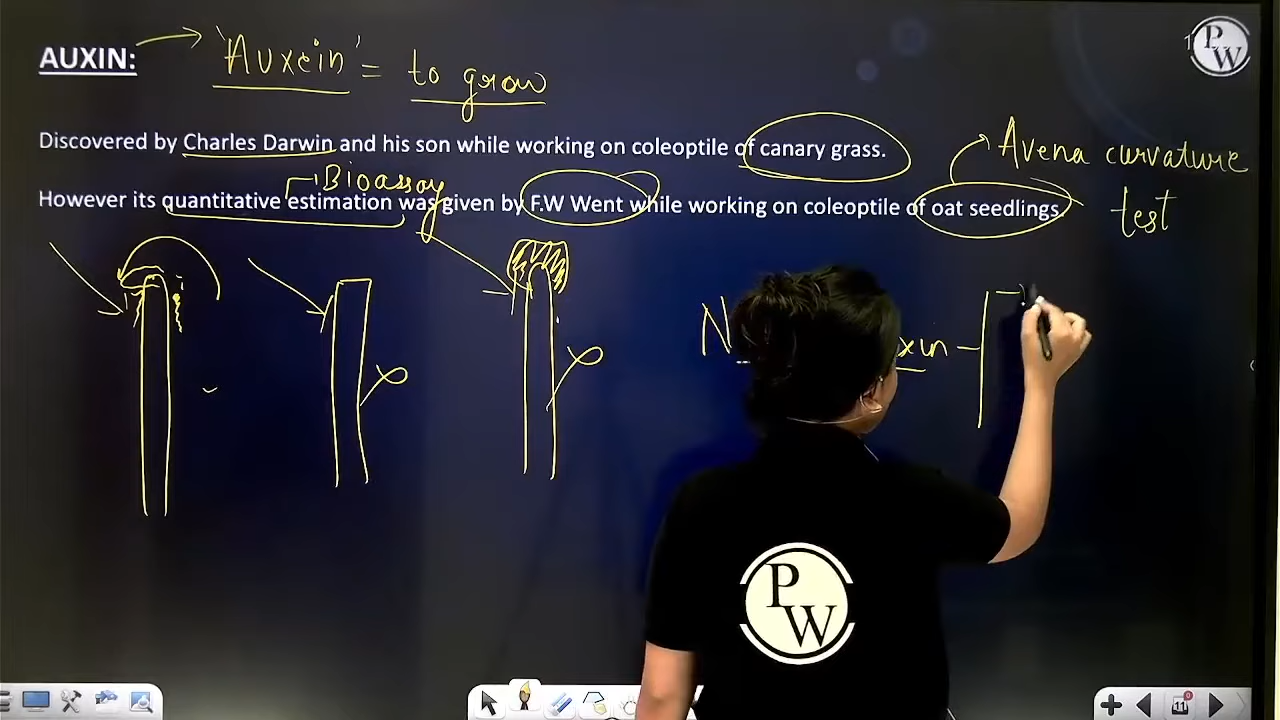 AUXIN: 'Auxein' = to grow
Discovered by Charles Darwin and his son while working on coleoptile of canary grass.
Avena curvature
test
Bioassay
However its quantitative estimation was given by F.W Went while working on coleoptile of oat seedlings.
PW
PW
11